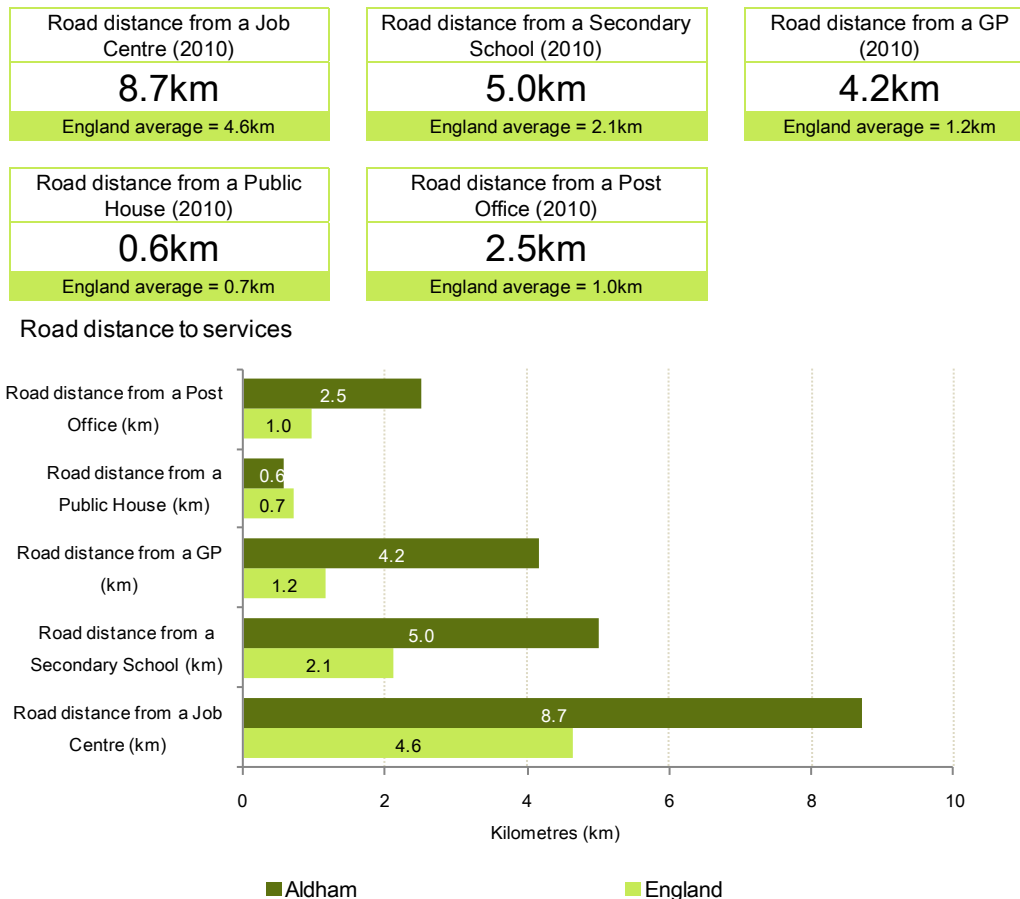 Road distance from a Job
Centre (2010)
8.7km
England average = 4.6km
Road distance from a Secondary
School (2010)
5.0km
England average = 2.1km
Road distance from a GP
(2010)
4.2km
England average = 1.2km
Road distance from a Public
House (2010)
0.6km
England average = 0.7km
Road distance from a Post
Office (2010)
2.5km
England average = 1.0km
Road distance to services
Road distance from a Post
Office (km)
2.5
1.0
Road distance from a
Public House (km)
0.6
0.7
Road distance from a GP
(km)
4.2
1.2
Road distance from a
Secondary School (km)
5.0
2.1
Road distance from a Job
Centre (km)
8.7
4.6
0 2 4 6 8 10
Kilometres (km)
Aldham England